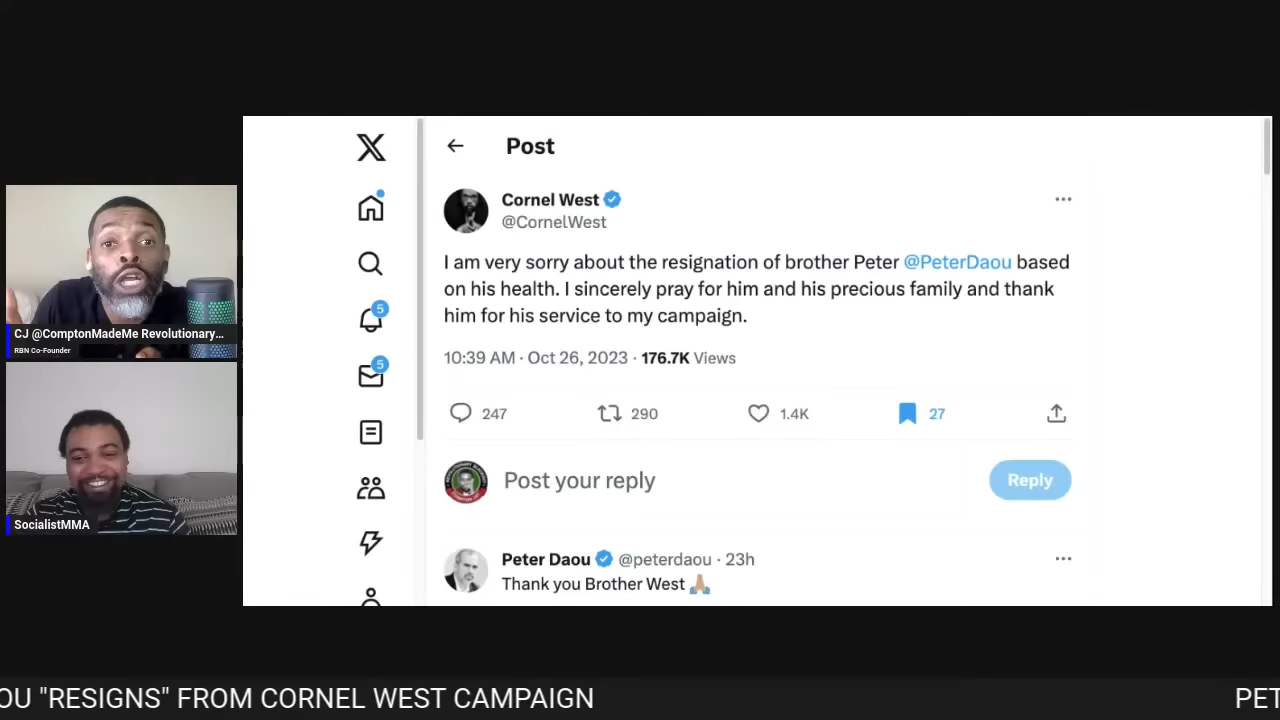 Post
Cornel West
@CornelWest
I am very sorry about the resignation of brother Peter @PeterDaou based
on his health. I sincerely pray for him and his precious family and thank
him for his service to my campaign.
10:39 AM · Oct 26, 2023 · 176.7K Views
247 290 1.4K 27
Post your reply
Reply
Peter Daou @peterdaou · 23h
Thank you Brother West 🙏🏽
5
5
CJ @ComptonMadeMe Revolutionary...
RBN Co-Founder
SocialistMMA
OU "RESIGNS" FROM CORNEL WEST CAMPAIGN PET